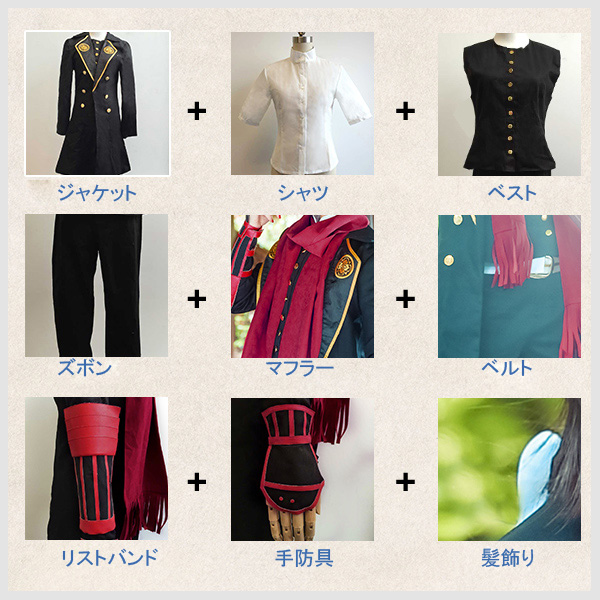 ジャケット
シャツ
ベスト
ズボン
マフラー
ベルト
リストバンド
手防具
髪飾り